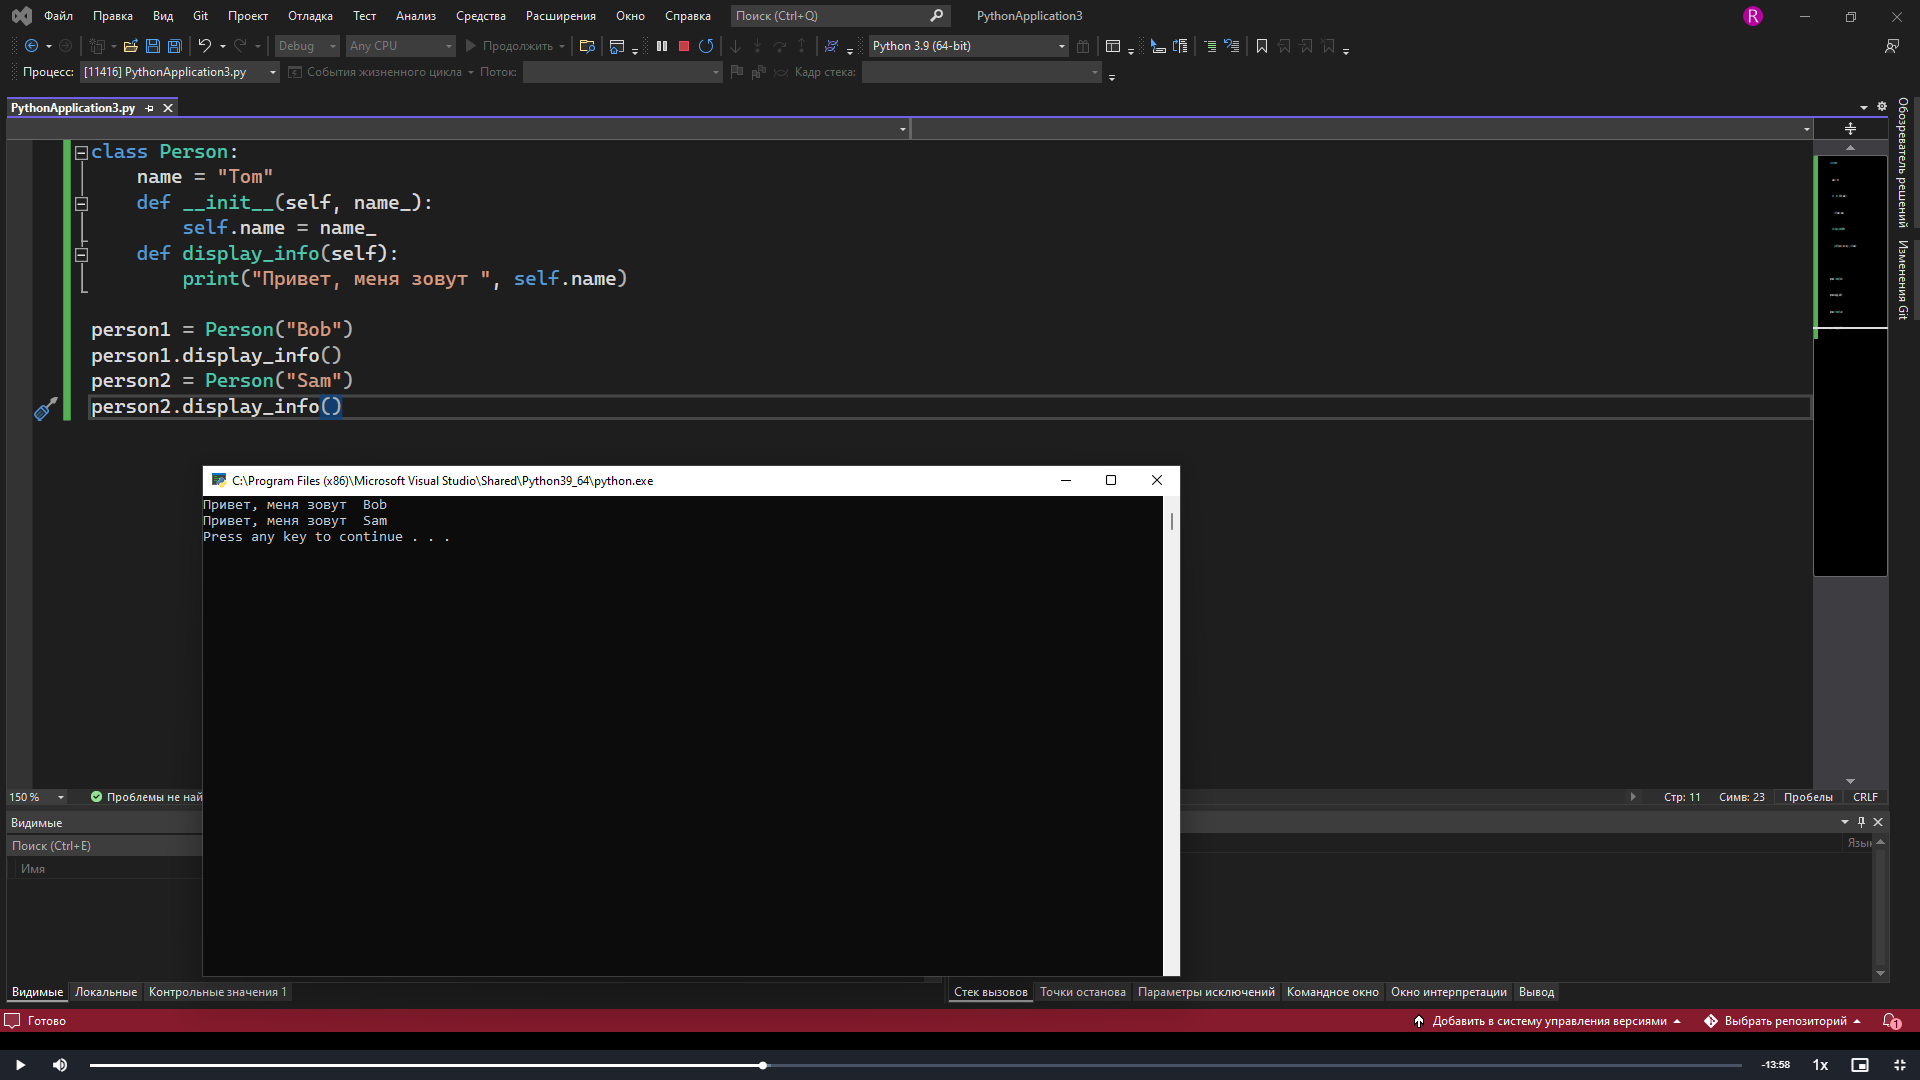 Файл Правка Вид Git Проект Отладка Тест Анализ Средства Расширения Окно Справка Поиск (Ctrl+Q) PythonApplication3 R
Debug Any CPU Продолжить Python 3.9 (64-bit)
Процесс: [11416] PythonApplication3.py События жизненного цикла Поток: Кадр стека:
PythonApplication3.py
class Person:
name = "Tom"
def __init__(self, name_):
self.name = name_
def display_info(self):
print("Привет, меня зовут ", self.name)
person1 = Person("Bob")
person1.display_info()
person2 = Person("Sam")
person2.display_info()
Обозреватель решений
Изменения Git
C:\Program Files (x86)\Microsoft Visual Studio\Shared\Python39_64\python.exe
Привет, меня зовут  Bob
Привет, меня зовут  Sam
Press any key to continue . . .
150 % Проблемы не най Стр: 11 Симв: 23 Пробелы CRLF
Видимые
Поиск (Ctrl+E) Язык
Имя
Видимые Локальные Контрольные значения 1 Стек вызовов Точки останова Параметры исключений Командное окно Окно интерпретации Вывод
Готово Добавить в систему управления версиями Выбрать репозиторий 1
-13:58 1x